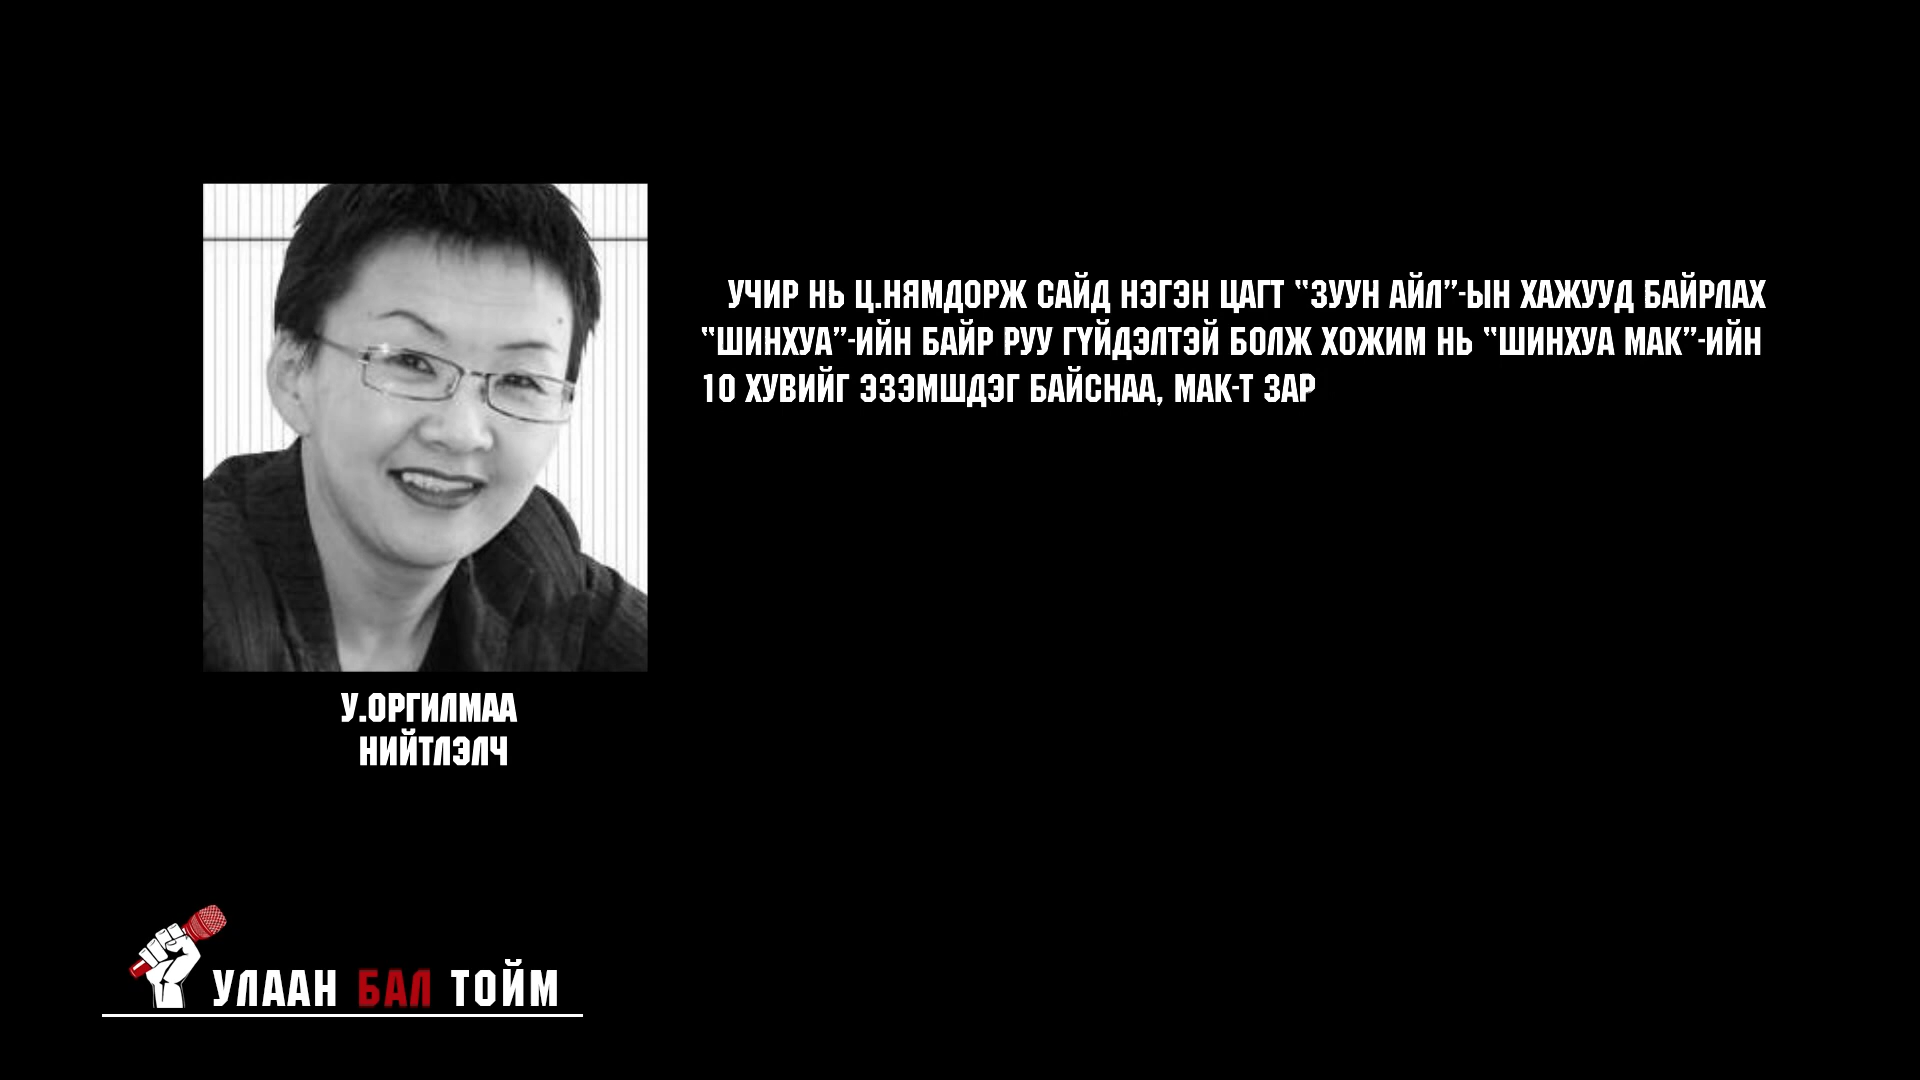 УЧИР НЬ Ц.НЯМДОРЖ САЙД НЭГЭН ЦАГТ “ЗУУН АЙЛ”-ЫН ХАЖУУД БАЙРЛАХ
“ШИНХУА”-ИЙН БАЙР РУУ ГҮЙДЭЛТЭЙ БОЛЖ ХОЖИМ НЬ “ШИНХУА МАК”-ИЙН
10 ХУВИЙГ ЭЗЭМШДЭГ БАЙСНАА, МАК-Т ЗАР
У.ОРГИЛМАА
НИЙТЛЭЛЧ
УЛААН БАЛ ТОЙМ